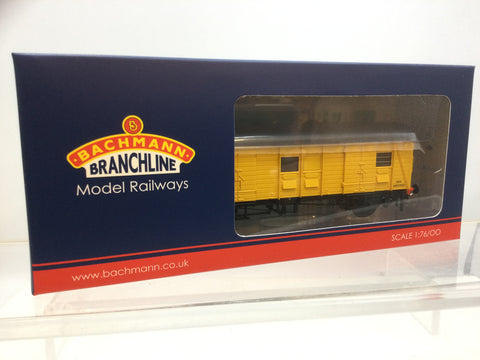 B
BACHMANN
BRANCHLINE
Model Railways
SCALE 1:76/OO
www.bachmann.co.uk